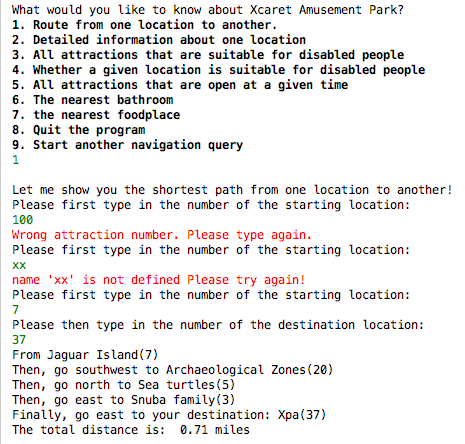 What would you like to know about Xcaret Amusement Park?
1. Route from one location to another.
2. Detailed information about one location
3. All attractions that are suitable for disabled people
4. Whether a given location is suitable for disabled people
5. All attractions that are open at a given time
6. The nearest bathroom
7. the nearest foodplace
8. Quit the program
9. Start another navigation query
1
Let me show you the shortest path from one location to another!
Please first type in the number of the starting location:
100
Wrong attraction number. Please type again.
Please first type in the number of the starting location:
xx
name 'xx' is not defined Please try again!
Please first type in the number of the starting location:
7
Please then type in the number of the destination location:
37
From Jaguar Island(7)
Then, go southwest to Archaeological Zones(20)
Then, go north to Sea turtles(5)
Then, go east to Snuba family(3)
Finally, go east to your destination: Xpa(37)
The total distance is:  0.71 miles